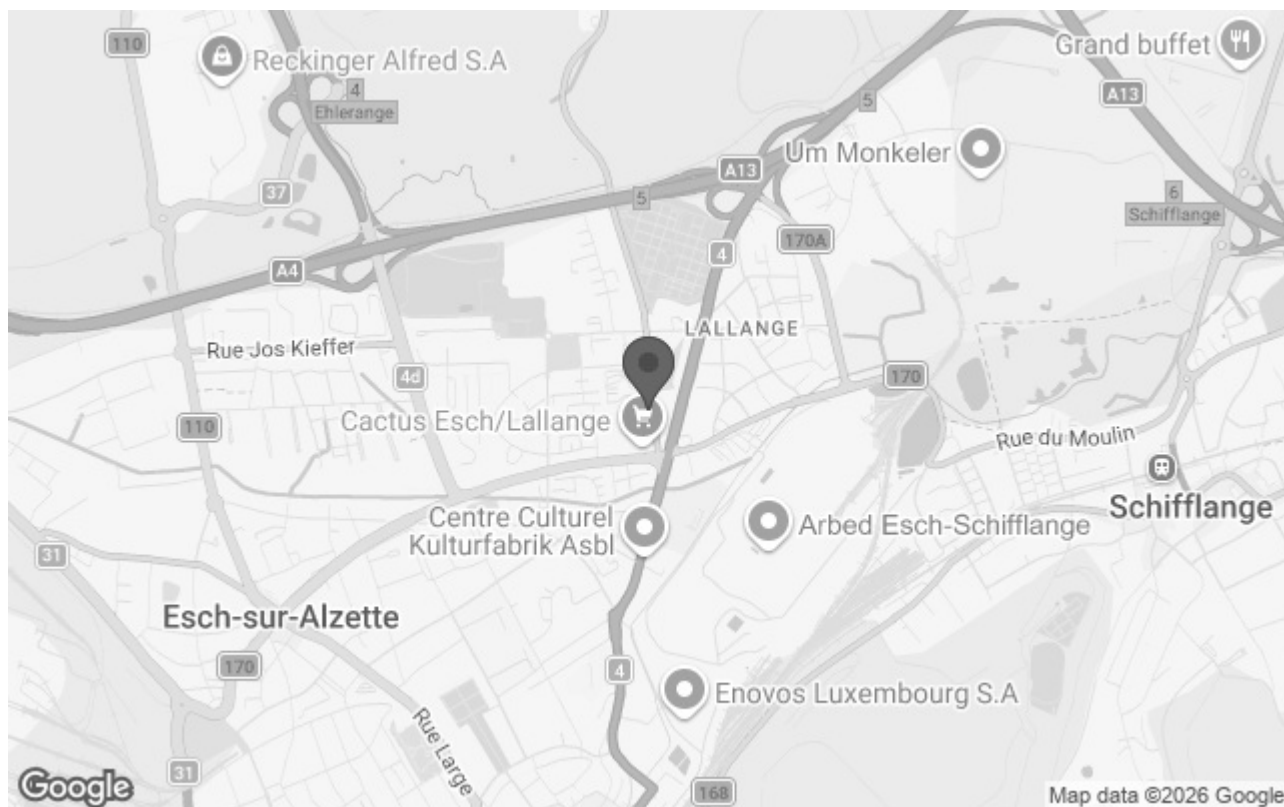 110
Reckinger Alfred S.A
4
Ehlerange
Grand buffet
A13
5
Um Monkeler
A13
37
5
6
Schifflange
4
170A
A4
LALLANGE
Rue Jos Kieffer
4d
170
110
Cactus Esch/Lallange
Rue du Moulin
Centre Culturel
Kulturfabrik Asbl
Arbed Esch-Schifflange
Schifflange
31
Esch-sur-Alzette
170
4
Enovos Luxembourg S.A
Rue Large
31
168
Google
Map data ©2026 Google